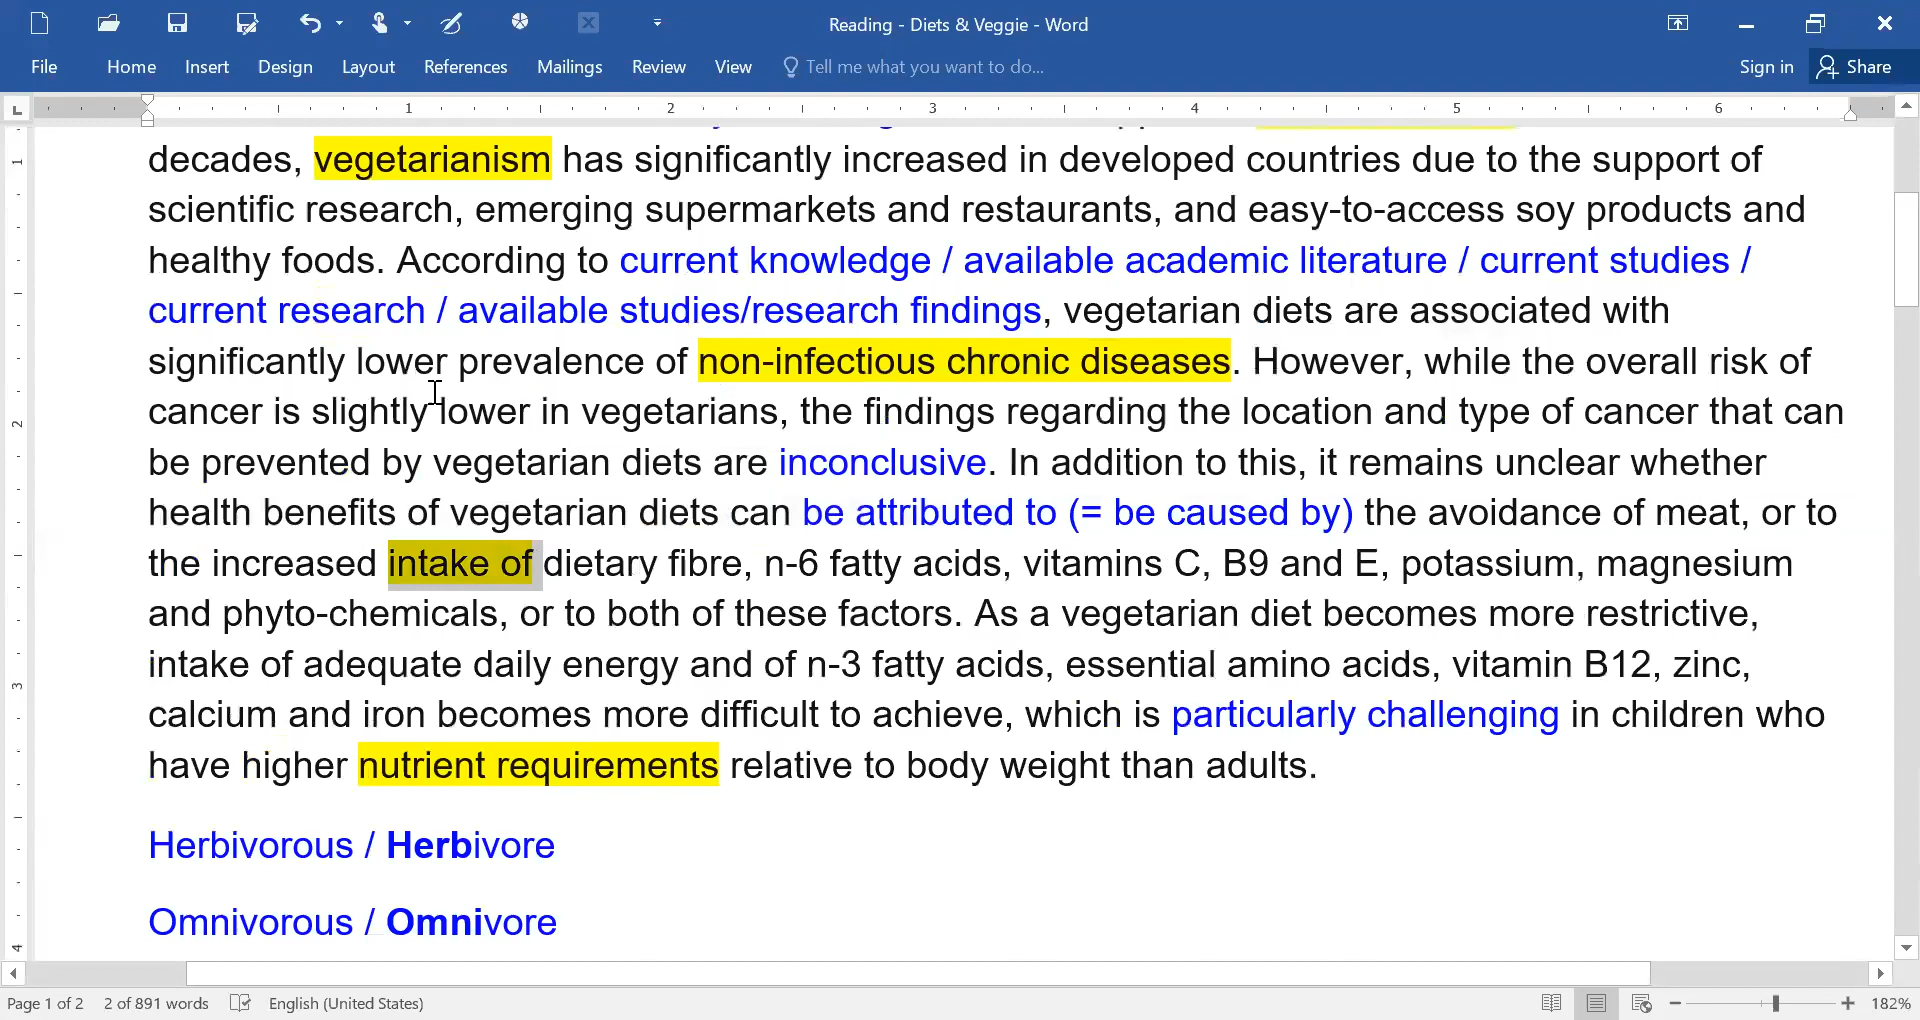 Reading - Diets & Veggie - Word
File Home Insert Design Layout References Mailings Review View Tell me what you want to do... Sign in Share
1 2 3 4 5 6
decades, vegetarianism has significantly increased in developed countries due to the support of
scientific research, emerging supermarkets and restaurants, and easy-to-access soy products and
healthy foods. According to current knowledge / available academic literature / current studies /
current research / available studies/research findings, vegetarian diets are associated with
significantly lower prevalence of non-infectious chronic diseases. However, while the overall risk of
cancer is slightly lower in vegetarians, the findings regarding the location and type of cancer that can
be prevented by vegetarian diets are inconclusive. In addition to this, it remains unclear whether
health benefits of vegetarian diets can be attributed to (= be caused by) the avoidance of meat, or to
the increased intake of dietary fibre, n-6 fatty acids, vitamins C, B9 and E, potassium, magnesium
and phyto-chemicals, or to both of these factors. As a vegetarian diet becomes more restrictive,
intake of adequate daily energy and of n-3 fatty acids, essential amino acids, vitamin B12, zinc,
calcium and iron becomes more difficult to achieve, which is particularly challenging in children who
have higher nutrient requirements relative to body weight than adults.
Herbivorous / Herbivore
Omnivorous / Omnivore
1
2
3
4
Page 1 of 2 2 of 891 words English (United States) 182%